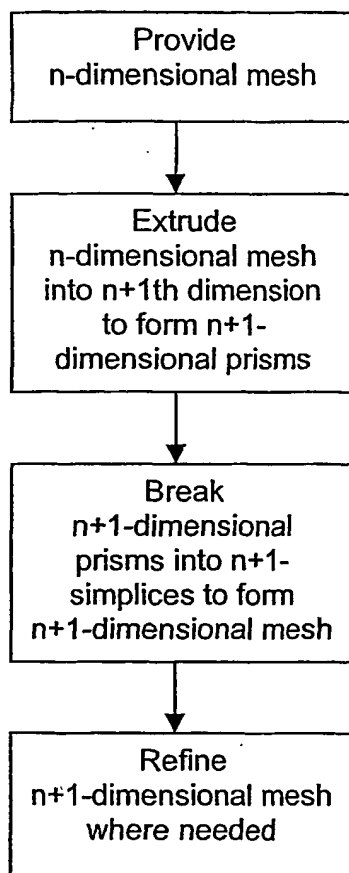 Provide
n-dimensional mesh
Extrude
n-dimensional mesh
into n+1th dimension
to form n+1-
dimensional prisms
Break
n+1-dimensional
prisms into n+1-
simplices to form
n+1-dimensional mesh
Refine
n+1-dimensional mesh
where needed